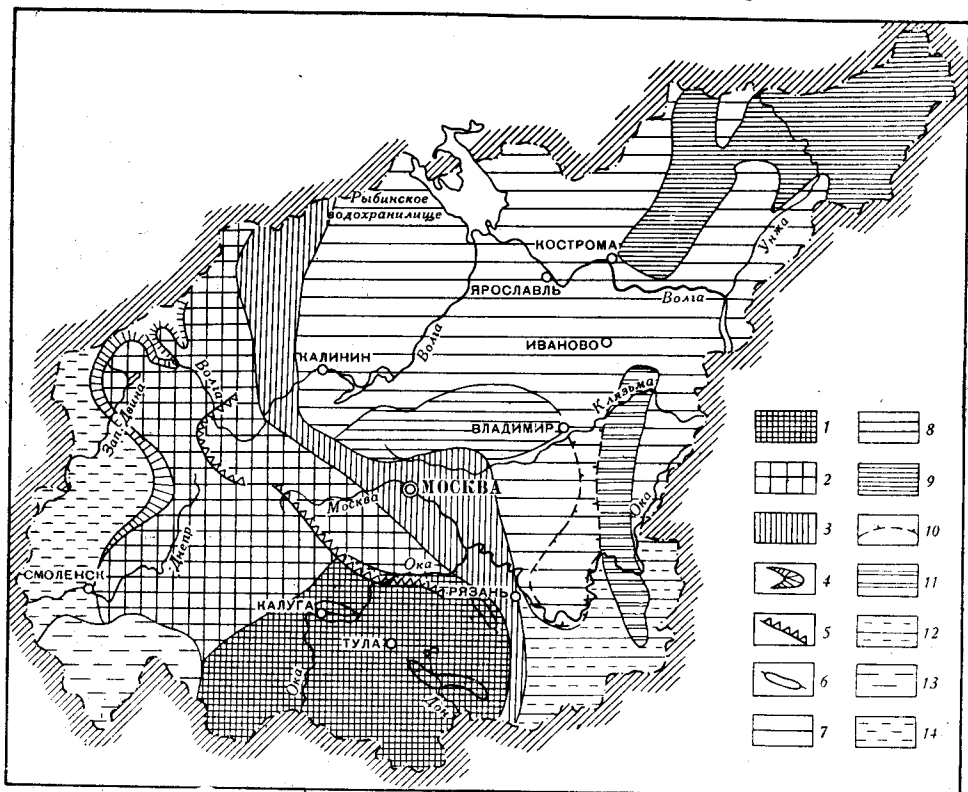 Рыбинское
водохранилище
КОСТРОМА
Унжа
ЯРОСЛАВЛЬ
Волга
Волга
ИВАНОВО
КАЛИНИН
Волга
Зап. Двина
Клязьма
ВЛАДИМИР
МОСКВА
Москва
Ока
Днепр
Ока
СМОЛЕНСК
РЯЗАНЬ
КАЛУГА
ТУЛА
Ока
Дон
1
8
2
9
3
10
4
11
5
12
6
13
7
14